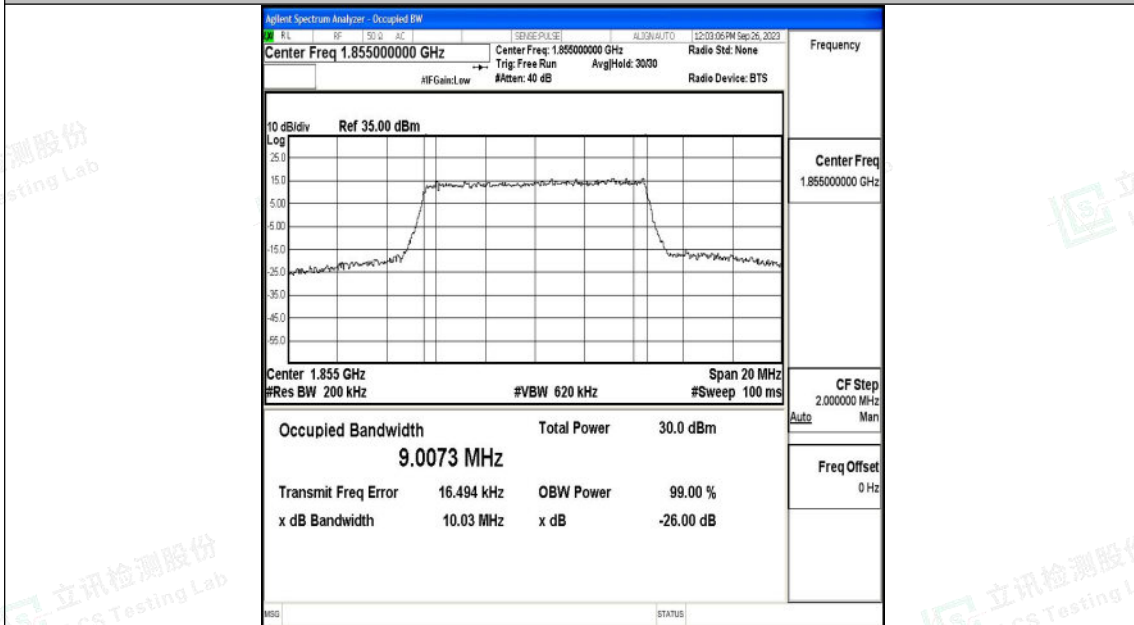 Agilent Spectrum Analyzer - Occupied BW
RL RF 50 Ω AC SENSE:PULSE ALIGNAUTO 12:03:06 PM Sep 26, 2023
Center Freq 1.855000000 GHz
Center Freq: 1.855000000 GHz Radio Std: None
Trig: Free Run Avg|Hold: 30/30
#IFGain:Low #Atten: 40 dB Radio Device: BTS
10 dB/div Ref 35.00 dBm
Log
25.0
15.0
5.00
-5.00
-15.0
-25.0
-35.0
-45.0
-55.0
Center 1.855 GHz Span 20 MHz
#Res BW 200 kHz #VBW 620 kHz #Sweep 100 ms
Occupied Bandwidth Total Power 30.0 dBm
9.0073 MHz
Transmit Freq Error 16.494 kHz OBW Power 99.00 %
x dB Bandwidth 10.03 MHz x dB -26.00 dB
MSG STATUS
Frequency
Center Freq
1.855000000 GHz
CF Step
2.000000 MHz
Auto Man
Freq Offset
0 Hz
检测股份
Testing Lab
立
立讯检测股份
LCS Testing Lab
立讯检测股份
LCS Testing L